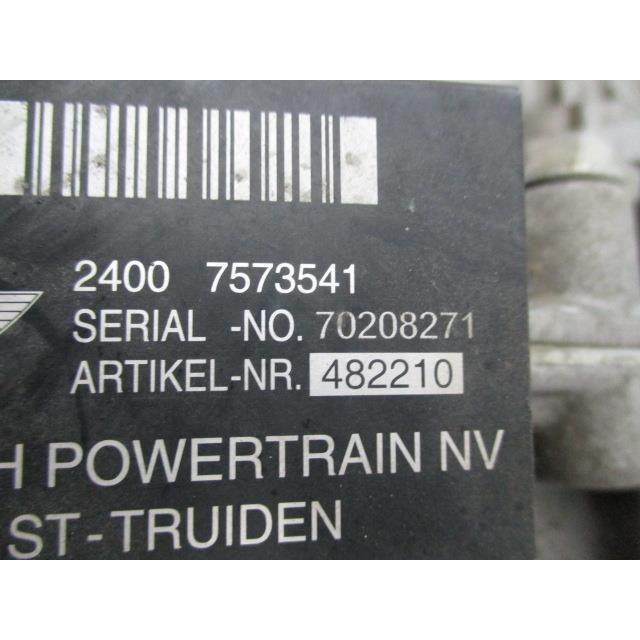 2400 7573541
SERIAL -NO. 70208271
ARTIKEL-NR. 482210
H POWERTRAIN NV
ST-TRUIDEN